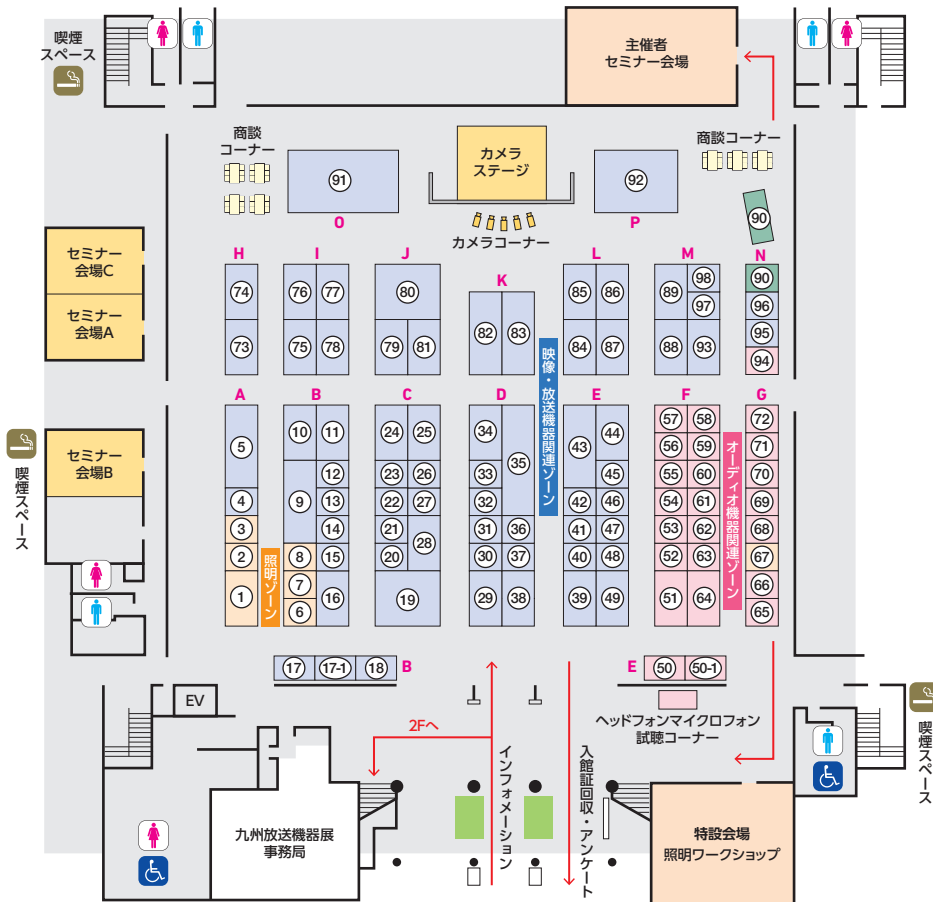 喫煙
スペース
主催者
セミナー会場
商談
コーナー
91
カメラ
ステージ
92
商談コーナー
90
O
カメラコーナー
P
セミナー
会場C
セミナー
会場A
H
74
73
I
76 77
75 78
J
80
79 81
K
82 83
L
85 86
84 87
M
89 98
97
88 93
N
90
96
95
94
映像・放送機器関連ゾーン
喫煙スペース
セミナー
会場B
A
5
4
3
2
1
照明ゾーン
B
10 11
12
9 13
14
8 15
7
6 16
C
24 25
23 26
22 27
21 28
20
19
D
34
35
33
32
31 36
30 37
29 38
E
43 44
45
42 46
41 47
40 48
39 49
F
57 58
56 59
55 60
54 61
53 62
52 63
51 64
オーディオ機器関連ゾーン
G
72
71
70
69
68
67
66
65
17 17-1 18 B
E 50 50-1
ヘッドフォンマイクロフォン
試聴コーナー
EV
2Fへ
インフォメーション
入館証回収・アンケート
喫煙スペース
九州放送機器展
事務局
特設会場
照明ワークショップ